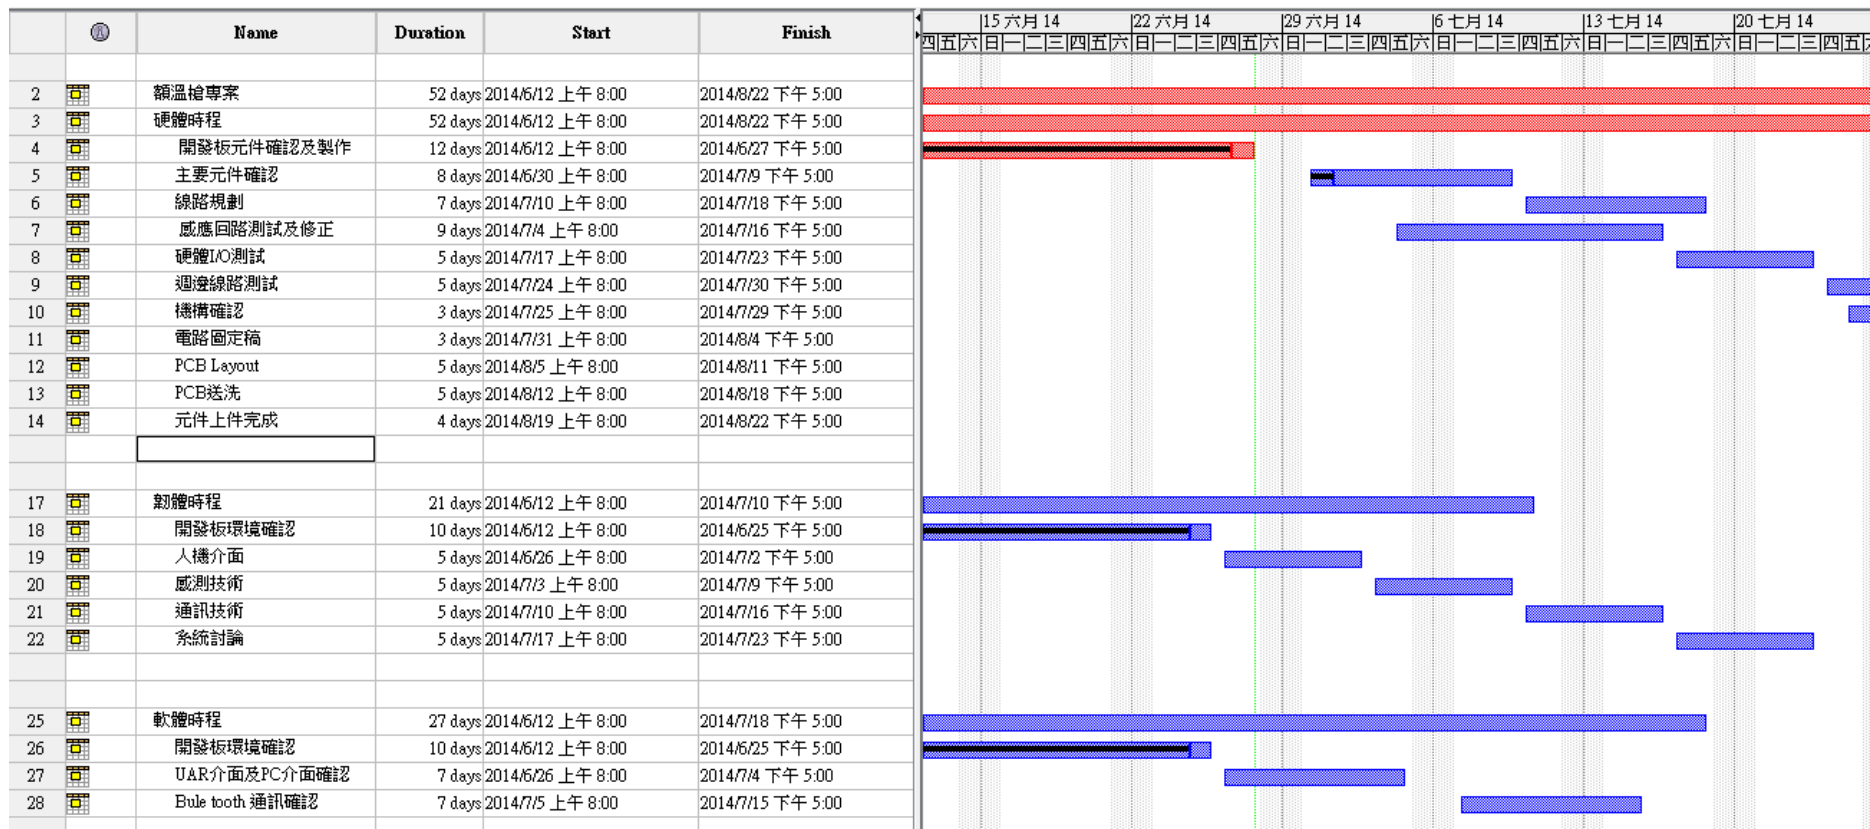 Name Duration Start Finish
15 六月 14 22 六月 14 29 六月 14 6 七月 14 13 七月 14 20 七月 14
四 五 六 日 一 二 三 四 五 六 日 一 二 三 四 五 六 日 一 二 三 四 五 六 日 一 二 三 四 五 六 日 一 二 三 四 五 六 日 一 二 三 四 五 六
2 額溫槍專案 52 days 2014/6/12 上午 8:00 2014/8/22 下午 5:00
3 硬體時程 52 days 2014/6/12 上午 8:00 2014/8/22 下午 5:00
4 開發板元件確認及製作 12 days 2014/6/12 上午 8:00 2014/6/27 下午 5:00
5 主要元件確認 8 days 2014/6/30 上午 8:00 2014/7/9 下午 5:00
6 線路規劃 7 days 2014/7/10 上午 8:00 2014/7/18 下午 5:00
7 感應回路測試及修正 9 days 2014/7/4 上午 8:00 2014/7/16 下午 5:00
8 硬體I/O測試 5 days 2014/7/17 上午 8:00 2014/7/23 下午 5:00
9 週邊線路測試 5 days 2014/7/24 上午 8:00 2014/7/30 下午 5:00
10 機構確認 3 days 2014/7/25 上午 8:00 2014/7/29 下午 5:00
11 電路圖定稿 3 days 2014/7/31 上午 8:00 2014/8/4 下午 5:00
12 PCB Layout 5 days 2014/8/5 上午 8:00 2014/8/11 下午 5:00
13 PCB送洗 5 days 2014/8/12 上午 8:00 2014/8/18 下午 5:00
14 元件上件完成 4 days 2014/8/19 上午 8:00 2014/8/22 下午 5:00
17 韌體時程 21 days 2014/6/12 上午 8:00 2014/7/10 下午 5:00
18 開發板環境確認 10 days 2014/6/12 上午 8:00 2014/6/25 下午 5:00
19 人機介面 5 days 2014/6/26 上午 8:00 2014/7/2 下午 5:00
20 感測技術 5 days 2014/7/3 上午 8:00 2014/7/9 下午 5:00
21 通訊技術 5 days 2014/7/10 上午 8:00 2014/7/16 下午 5:00
22 系統討論 5 days 2014/7/17 上午 8:00 2014/7/23 下午 5:00
25 軟體時程 27 days 2014/6/12 上午 8:00 2014/7/18 下午 5:00
26 開發板環境確認 10 days 2014/6/12 上午 8:00 2014/6/25 下午 5:00
27 UAR介面及PC介面確認 7 days 2014/6/26 上午 8:00 2014/7/4 下午 5:00
28 Bule tooth 通訊確認 7 days 2014/7/5 上午 8:00 2014/7/15 下午 5:00